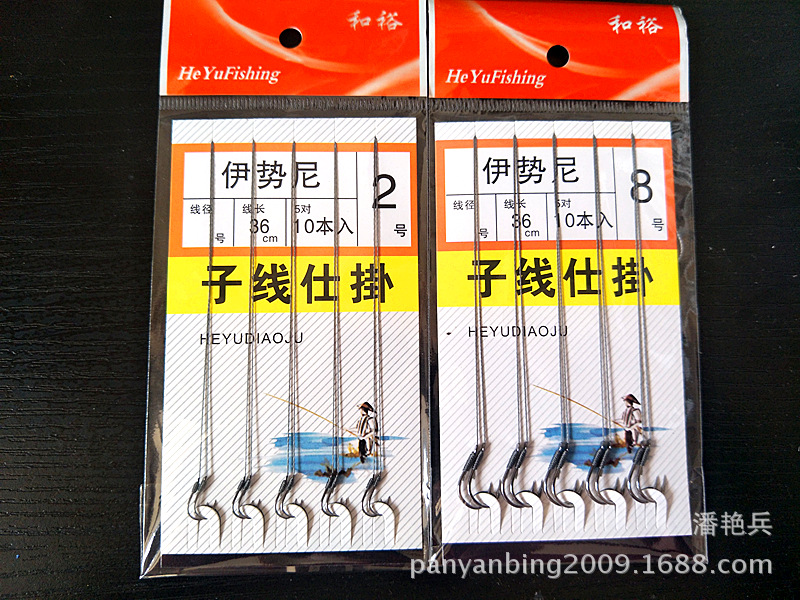 和裕
HeYuFishing
伊势尼
2
号
线径
号
线长
36
cm
5对
10本入
子线仕掛
HEYUDIAOJU
和裕
HeYuFishing
伊势尼
8
号
线径
号
线长
36
cm
5对
10本入
子线仕掛
HEYUDIAOJU
潘艳兵
panyanbing2009.1688.com